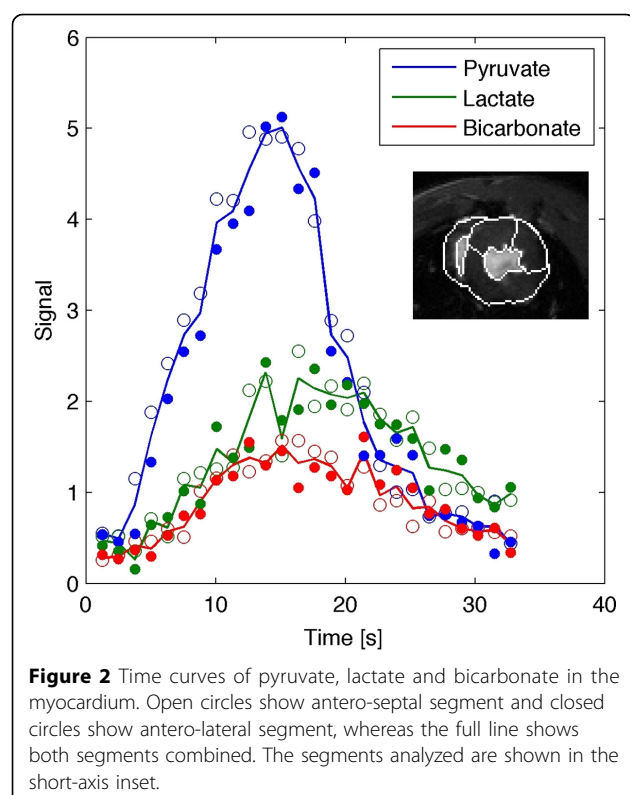 6
5
4
3
2
1
0
Signal
0 10 20 30 40
Time [s]
Pyruvate
Lactate
Bicarbonate
Figure 2 Time curves of pyruvate, lactate and bicarbonate in the
myocardium. Open circles show antero-septal segment and closed
circles show antero-lateral segment, whereas the full line shows
both segments combined. The segments analyzed are shown in the
short-axis inset.